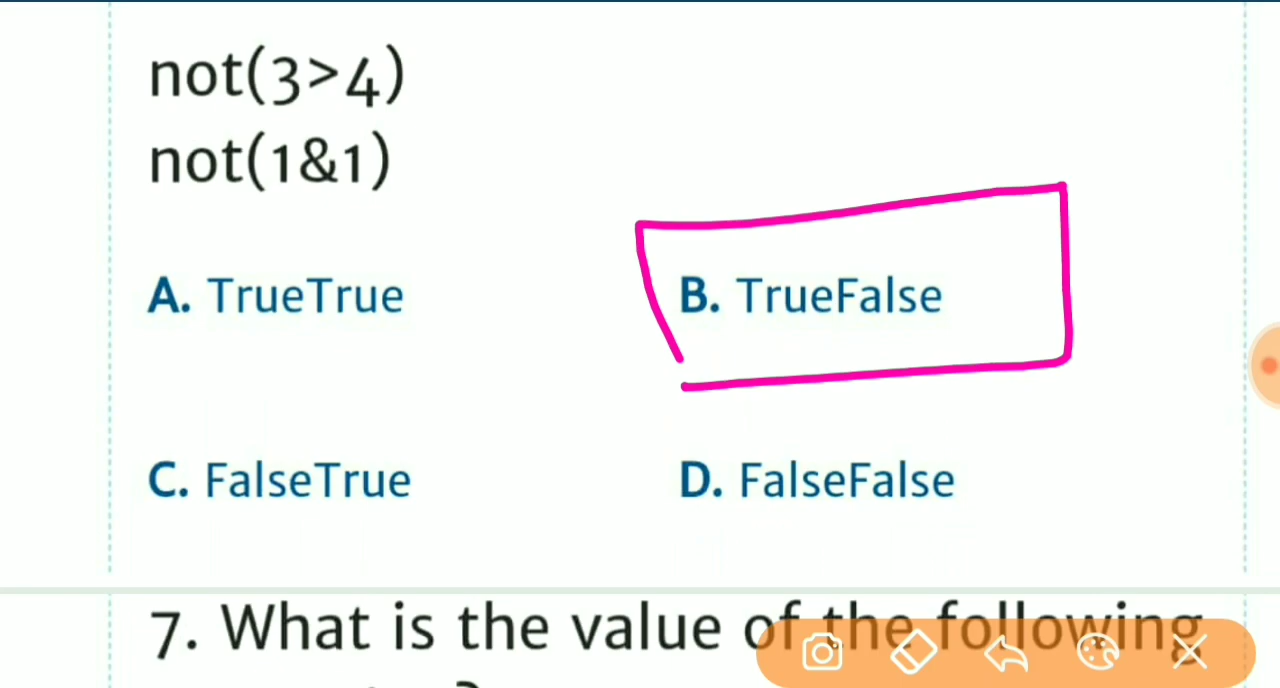 not(3>4)
not(1&1)
A. TrueTrue
B. TrueFalse
C. FalseTrue
D. FalseFalse
7. What is the value of the following